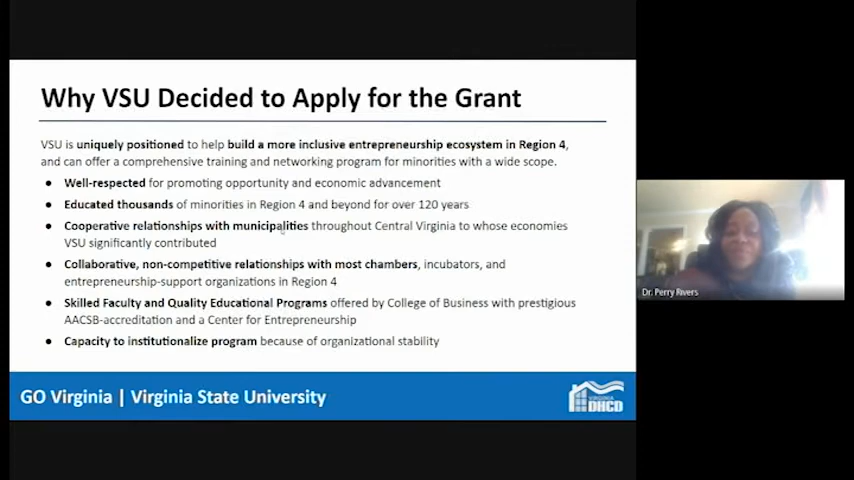 Why VSU Decided to Apply for the Grant
VSU is uniquely positioned to help build a more inclusive entrepreneurship ecosystem in Region 4,
and can offer a comprehensive training and networking program for minorities with a wide scope.
● Well-respected for promoting opportunity and economic advancement
● Educated thousands of minorities in Region 4 and beyond for over 120 years
● Cooperative relationships with municipalities throughout Central Virginia to whose economies
VSU significantly contributed
● Collaborative, non-competitive relationships with most chambers, incubators, and
entrepreneurship-support organizations in Region 4
● Skilled Faculty and Quality Educational Programs offered by College of Business with prestigious
AACSB-accreditation and a Center for Entrepreneurship
● Capacity to institutionalize program because of organizational stability
GO Virginia | Virginia State University
VIRGINIA
DHCD
Dr. Perry Rivers